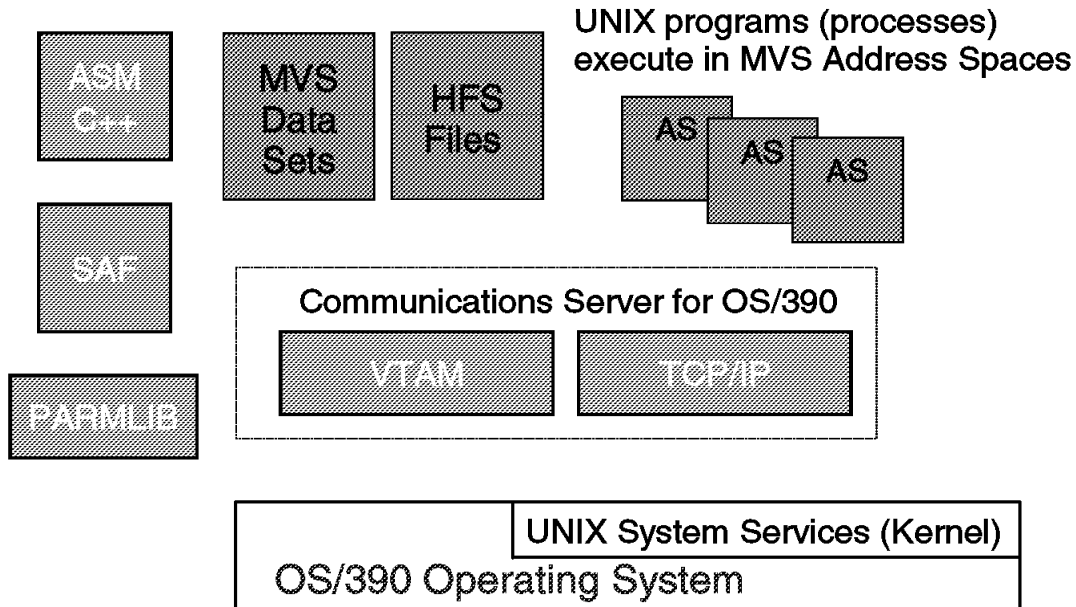 UNIX programs (processes)
execute in MVS Address Spaces
ASM
C++
MVS
Data
Sets
HFS
Files
AS
AS
AS
SAF
Communications Server for OS/390
VTAM
TCP/IP
PARMLIB
UNIX System Services (Kernel)
OS/390 Operating System